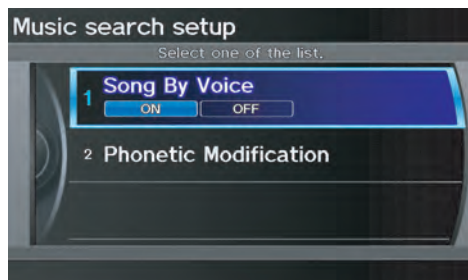 Music search setup
Select one of the list.
1 Song By Voice
ON OFF
2 Phonetic Modification